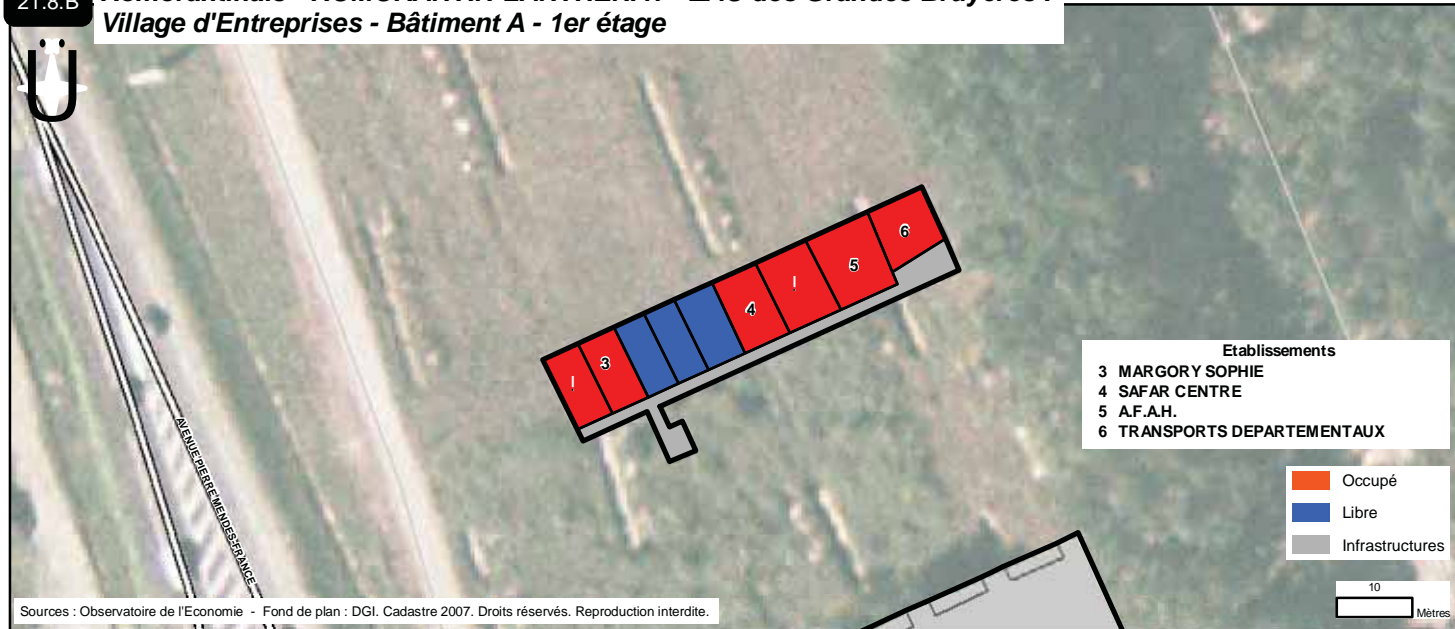 21.8.B
Village d'Entreprises - Bâtiment A - 1er étage
Ü
6
5
I
4
3
I
AVENUE PIERRE MENDES-FRANCE
Etablissements
3 MARGORY SOPHIE
4 SAFAR CENTRE
5 A.F.A.H.
6 TRANSPORTS DEPARTEMENTAUX
Occupé
Libre
Infrastructures
10
Mètres
Sources : Observatoire de l'Economie - Fond de plan : DGI. Cadastre 2007. Droits réservés. Reproduction interdite.